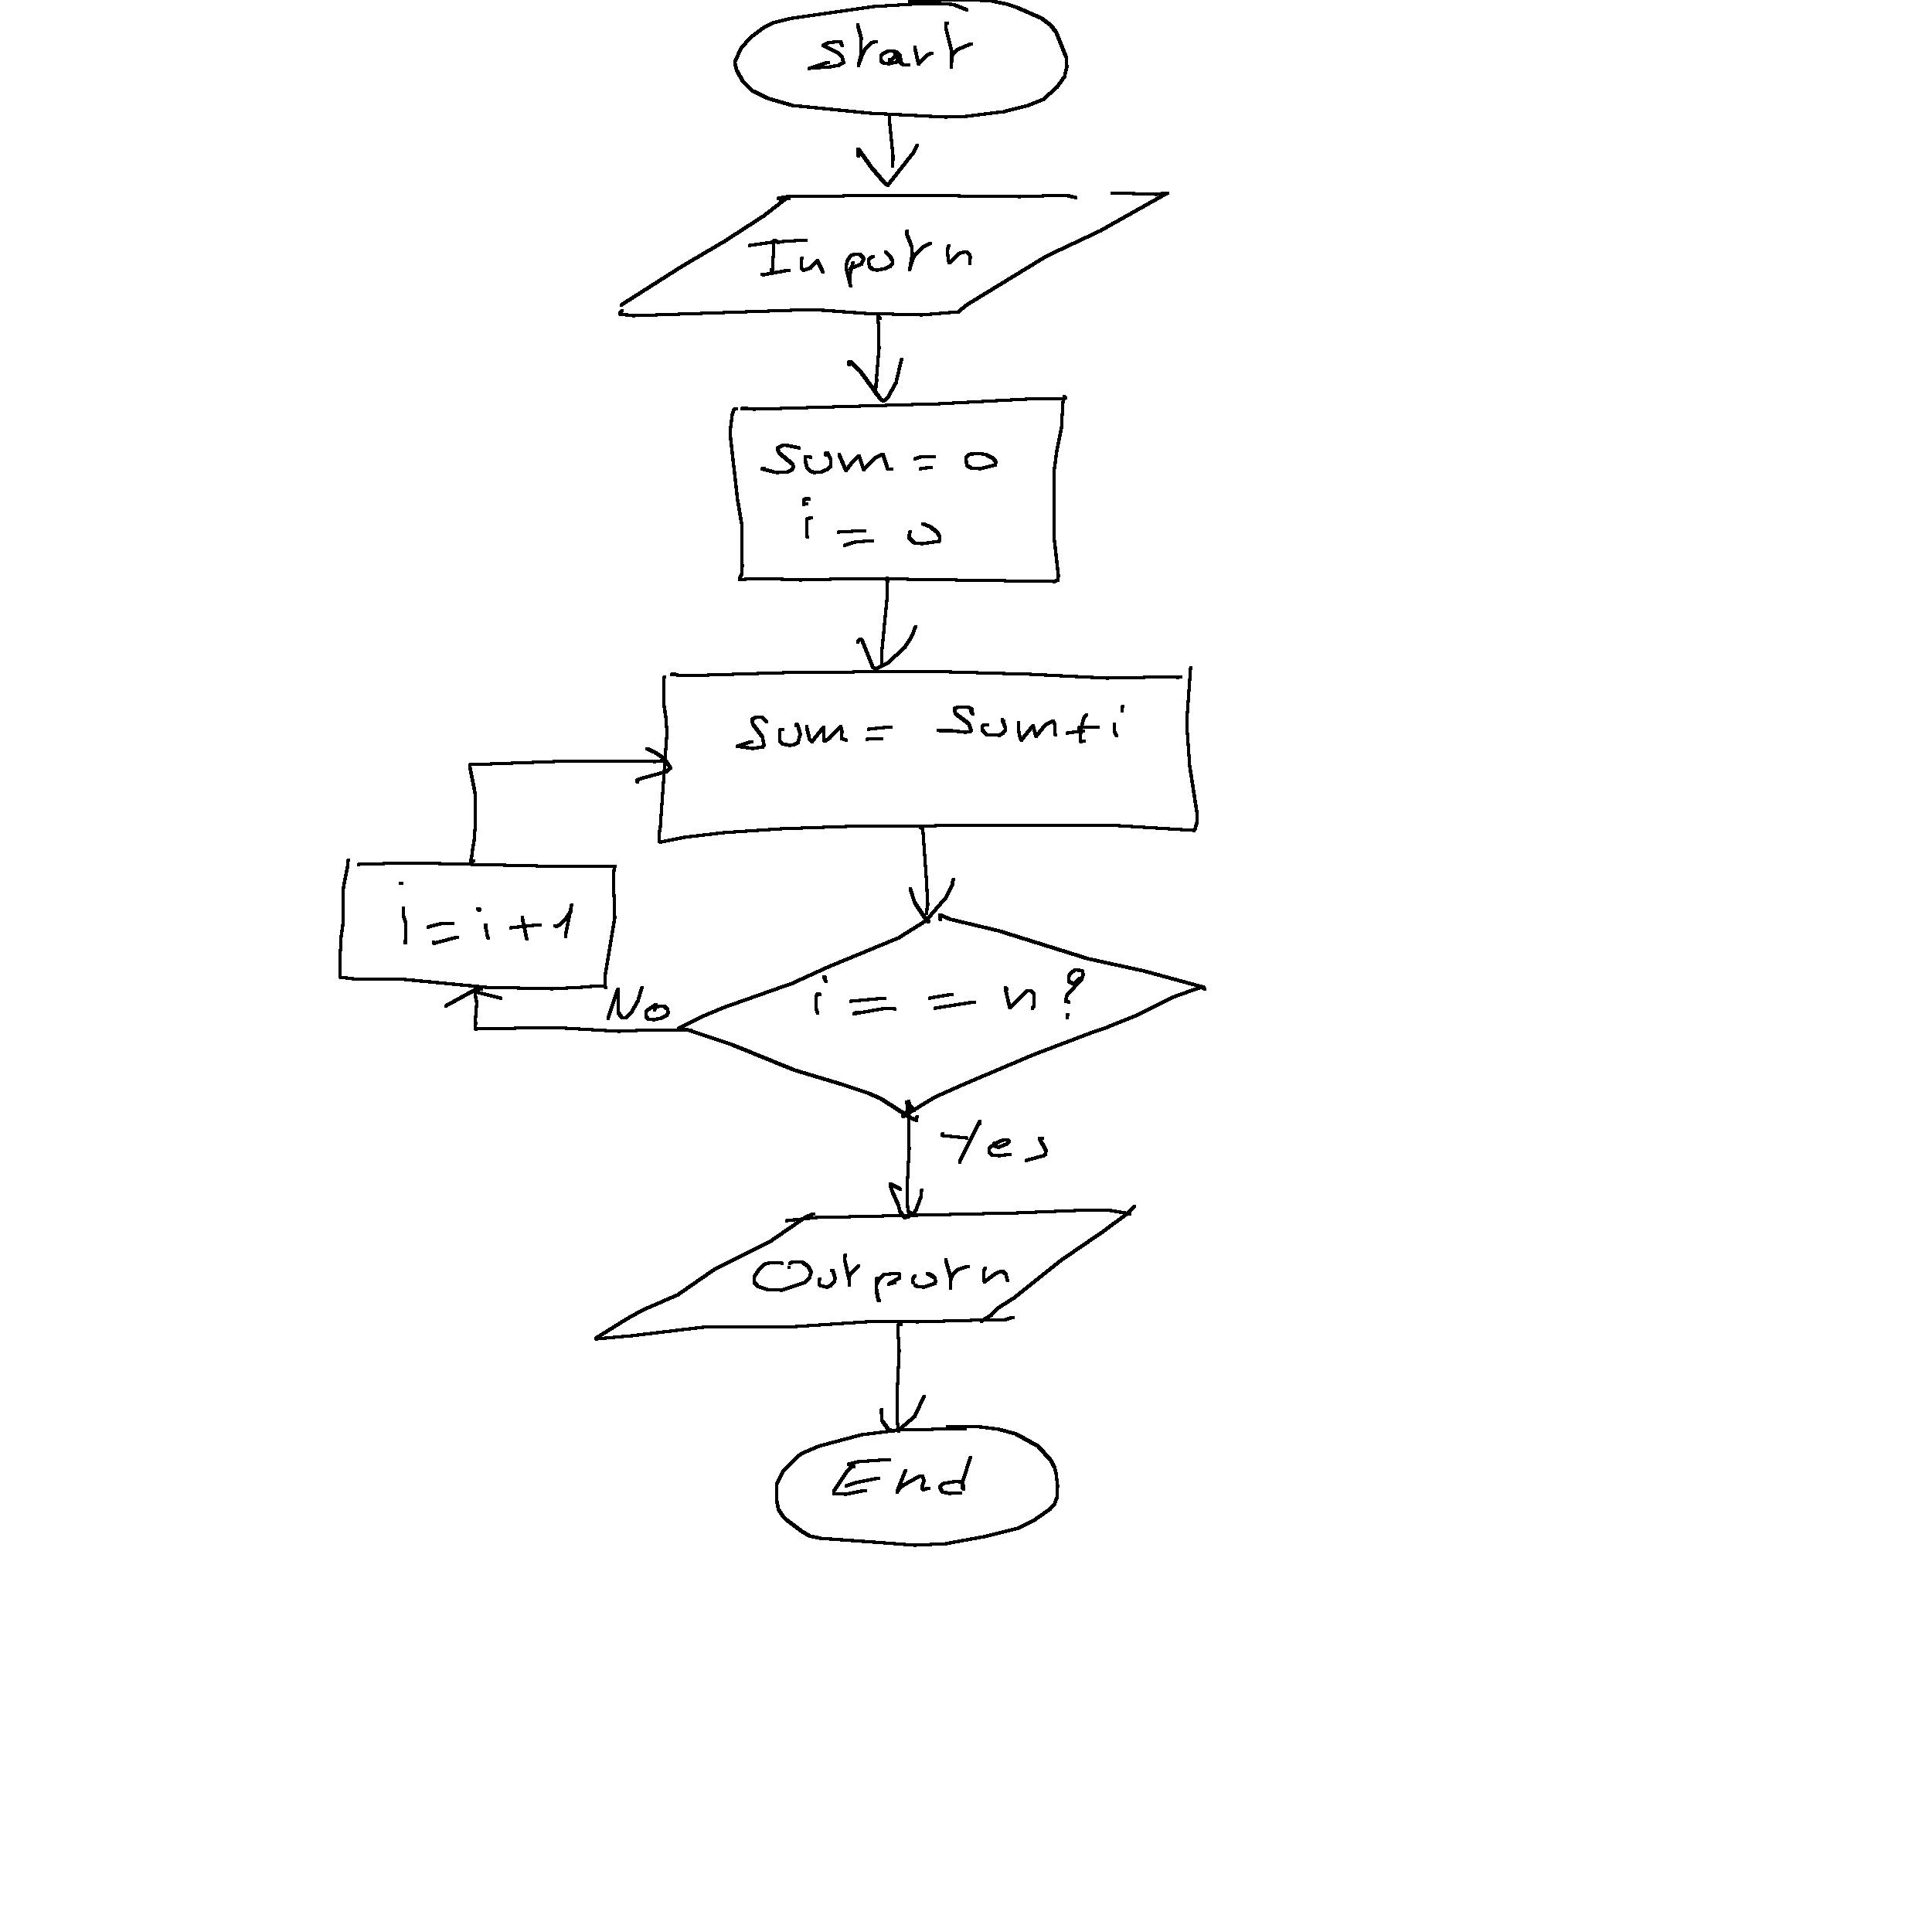 Start
Input n
Sum = 0
i = 0
Sum = Sum+i
i = i + 1
i = = n?
No
Yes
Output n
End